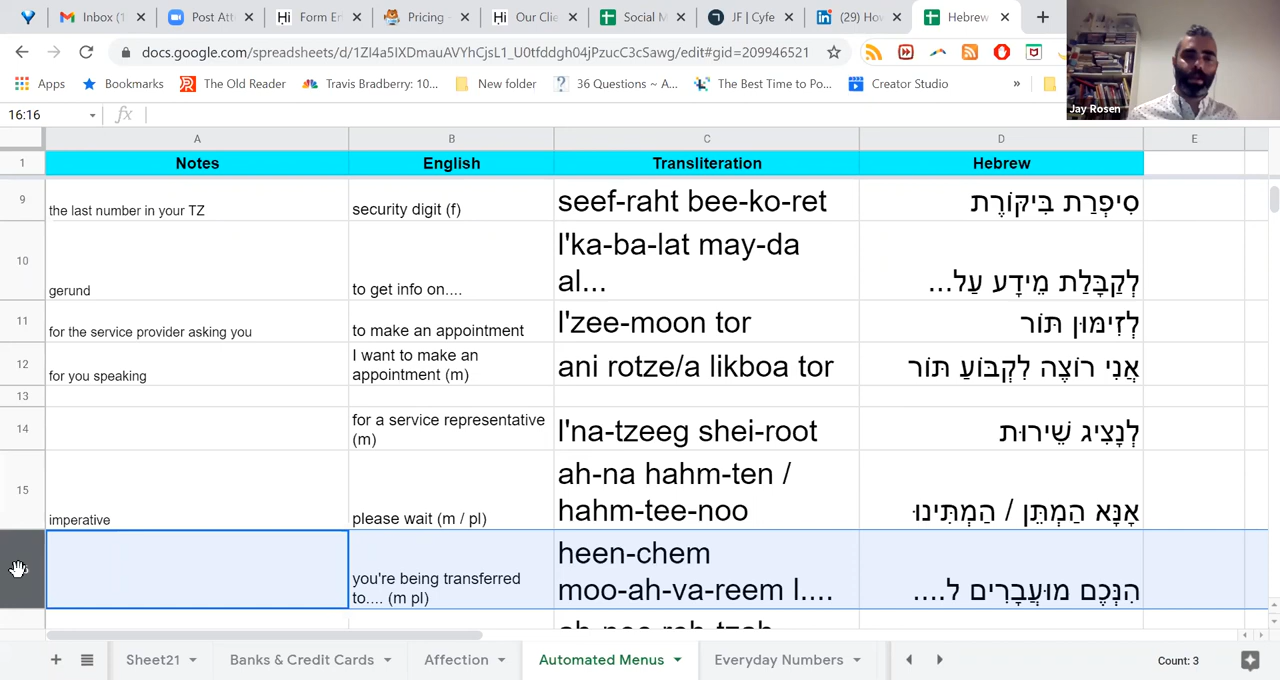 Inbox (1
Post Att
Form En
Pricing -
Our Clie
Social M
JF | Cyfe
(29) Ho
Hebrew
docs.google.com/spreadsheets/d/1ZI4a5IXDmauAVYhCjsL1_U0tfddgh04jPzucC3cSawg/edit#gid=209946521
Apps
Bookmarks
The Old Reader
Travis Bradberry: 10...
New folder
36 Questions ~ A...
The Best Time to Po...
Creator Studio
»
Jay Rosen
16:16
fx
A B C D E
1 Notes English Transliteration Hebrew
9 the last number in your TZ security digit (f) seef-raht bee-ko-ret סִיפְרַת בִּיקּוֹרֶת
10 gerund to get info on.... l'ka-ba-lat may-da
al... לְקַבָּלַת מֵידָע עַל...
11 for the service provider asking you to make an appointment l'zee-moon tor לְזִימּוּן תּוֹר
12 for you speaking I want to make an
appointment (m) ani rotze/a likboa tor אֲנִי רוֹצֶה לִקְבּוֹעַ תּוֹר
13
14 for a service representative
(m) l'na-tzeeg shei-root לְנָצִיג שֵׁירוּת
15 imperative please wait (m / pl) ah-na hahm-ten /
hahm-tee-noo אָנָּא הַמְתֵּן / הַמְתִּינוּ
you're being transferred
to.... (m pl) heen-chem
moo-ah-va-reem l.... הִנְּכֶם מוּעֲבָרִים ל....
Sheet21
Banks & Credit Cards
Affection
Automated Menus
Everyday Numbers
Count: 3